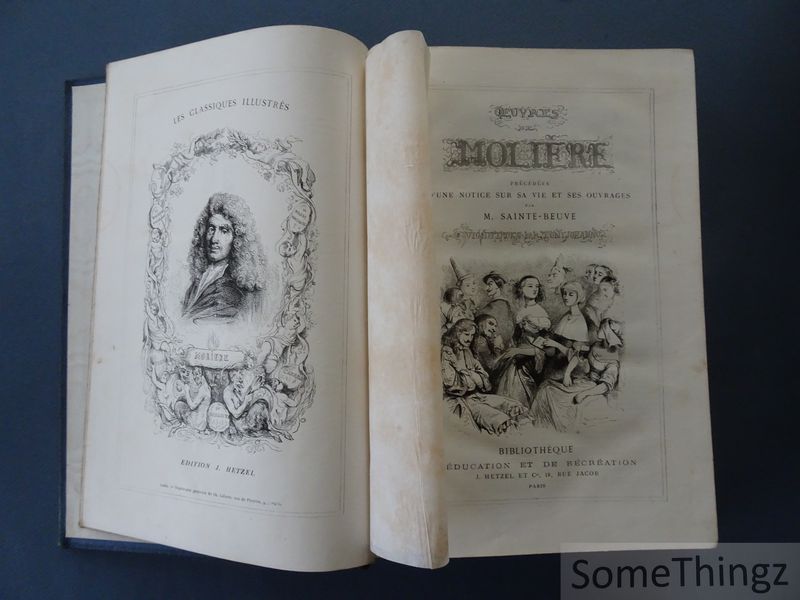 LES CLASSIQUES ILLUSTRÉS
MOLIÈRE
EDITION J. HETZEL
ŒUVRES
DE
MOLIÈRE
PRÉCÉDÉES
D'UNE NOTICE SUR SA VIE ET SES OUVRAGES
PAR
M. SAINTE-BEUVE
BIBLIOTHÈQUE
ÉDUCATION ET DE RÉCRÉATION
J. HETZEL ET Cie, 18, RUE JACOB
PARIS
SomeThingz